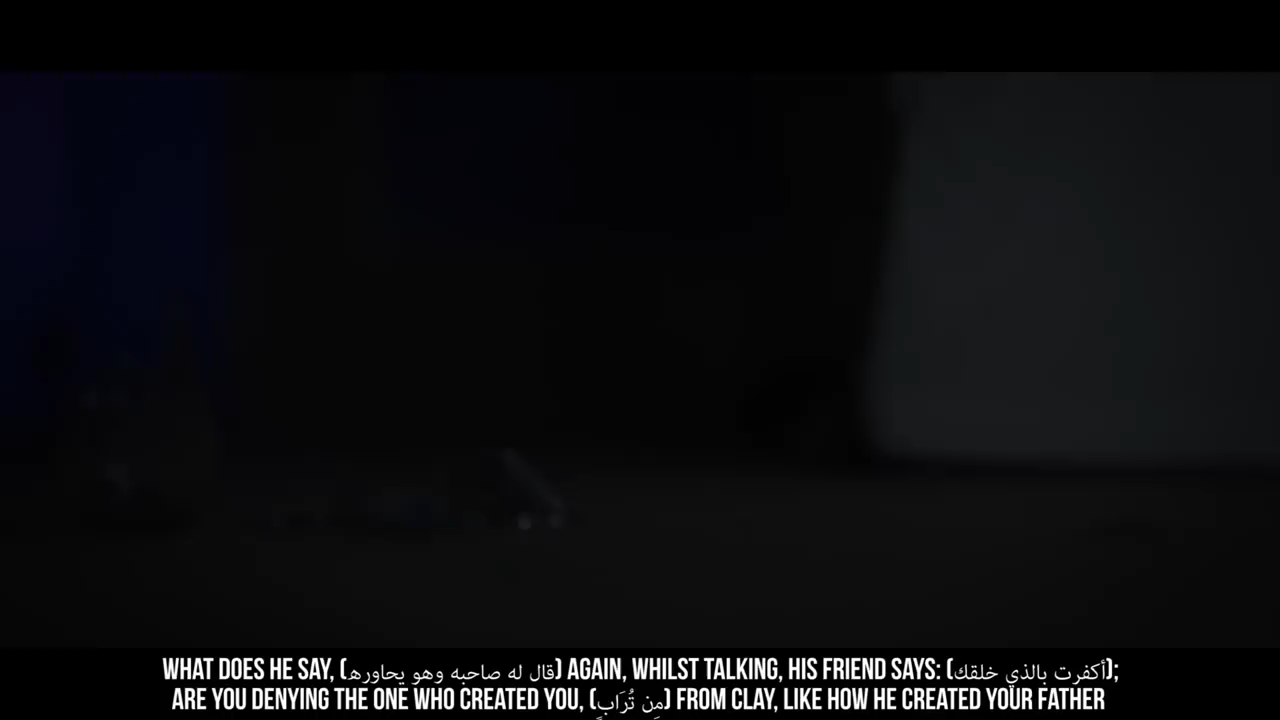 WHAT DOES HE SAY, (قال له صاحبه وهو يحاوره) AGAIN, WHILST TALKING, HIS FRIEND SAYS: (أكفرت بالذي خلقك);
ARE YOU DENYING THE ONE WHO CREATED YOU, (مِن تُرَابٍ) FROM CLAY, LIKE HOW HE CREATED YOUR FATHER